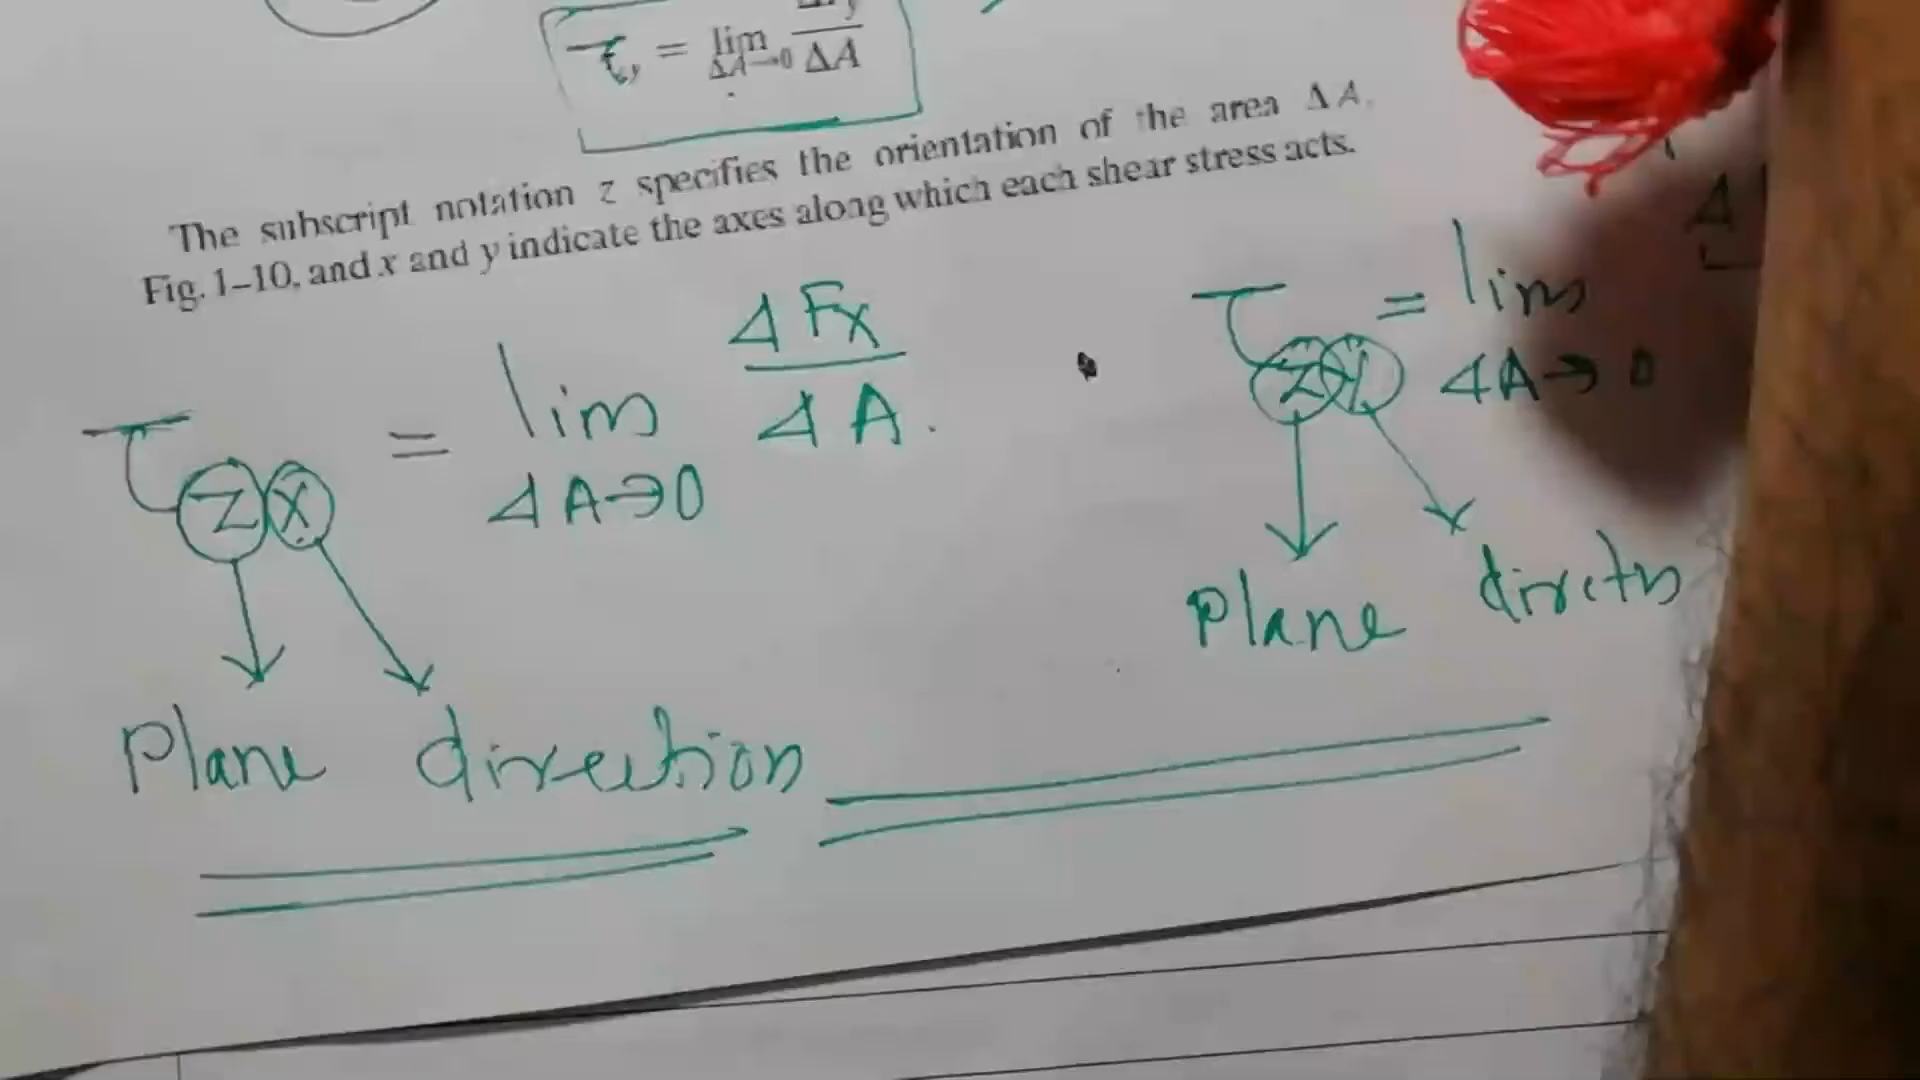 τzy = lim ΔA→0 ΔFy/ΔA
The subscript notation z specifies the orientation of the area ΔA,
Fig. 1–10, and x and y indicate the axes along which each shear stress acts.
τzx = lim ΔA→0 ΔFx/ΔA.
τzy = lim ΔA→0
Plane direction
Plane